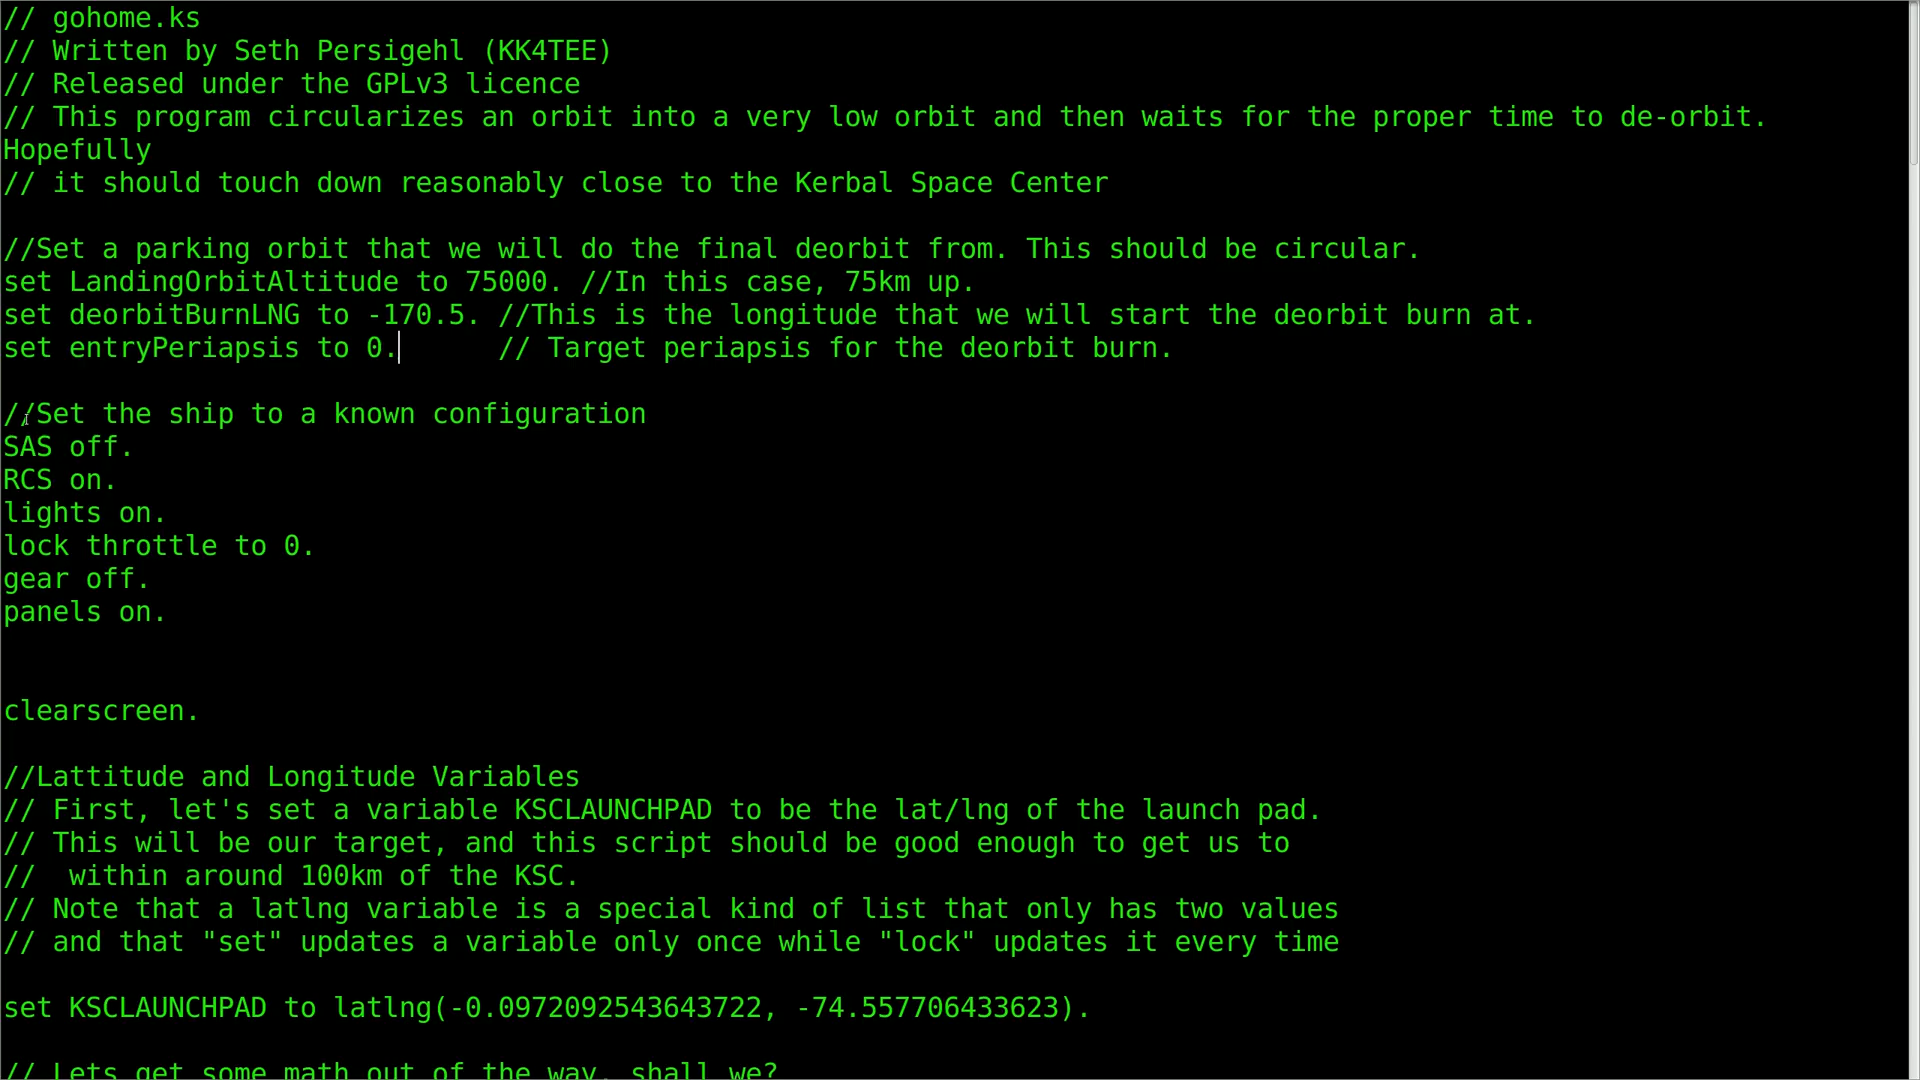 // gohome.ks
// Written by Seth Persigehl (KK4TEE)
// Released under the GPLv3 licence
// This program circularizes an orbit into a very low orbit and then waits for the proper time to de-orbit.
Hopefully
// it should touch down reasonably close to the Kerbal Space Center
//Set a parking orbit that we will do the final deorbit from. This should be circular.
set LandingOrbitAltitude to 75000. //In this case, 75km up.
set deorbitBurnLNG to -170.5. //This is the longitude that we will start the deorbit burn at.
set entryPeriapsis to 0.      // Target periapsis for the deorbit burn.
//Set the ship to a known configuration
SAS off.
RCS on.
lights on.
lock throttle to 0.
gear off.
panels on.
clearscreen.
//Lattitude and Longitude Variables
// First, let's set a variable KSCLAUNCHPAD to be the lat/lng of the launch pad.
// This will be our target, and this script should be good enough to get us to
//  within around 100km of the KSC.
// Note that a latlng variable is a special kind of list that only has two values
// and that "set" updates a variable only once while "lock" updates it every time
set KSCLAUNCHPAD to latlng(-0.0972092543643722, -74.557706433623).
// Lets get some math out of the way, shall we?